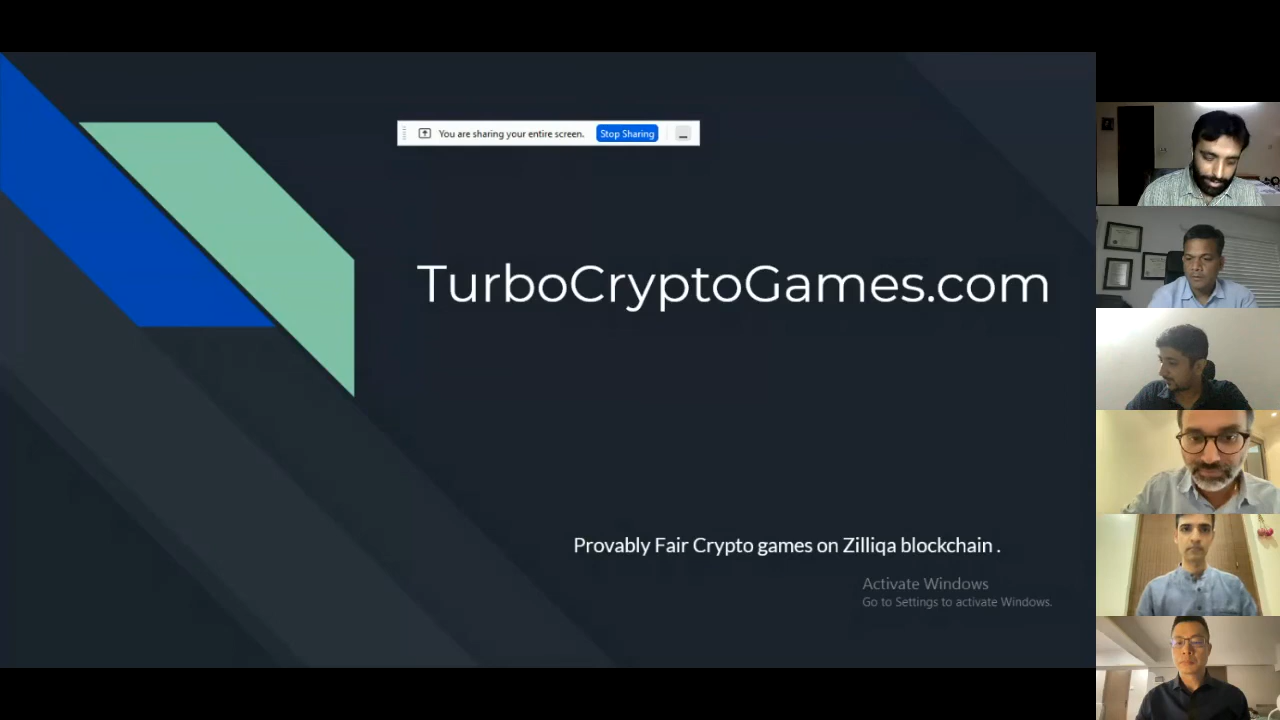 You are sharing your entire screen. Stop Sharing
TurboCryptoGames.com
Provably Fair Crypto games on Zilliqa blockchain .
Activate Windows
Go to Settings to activate Windows.